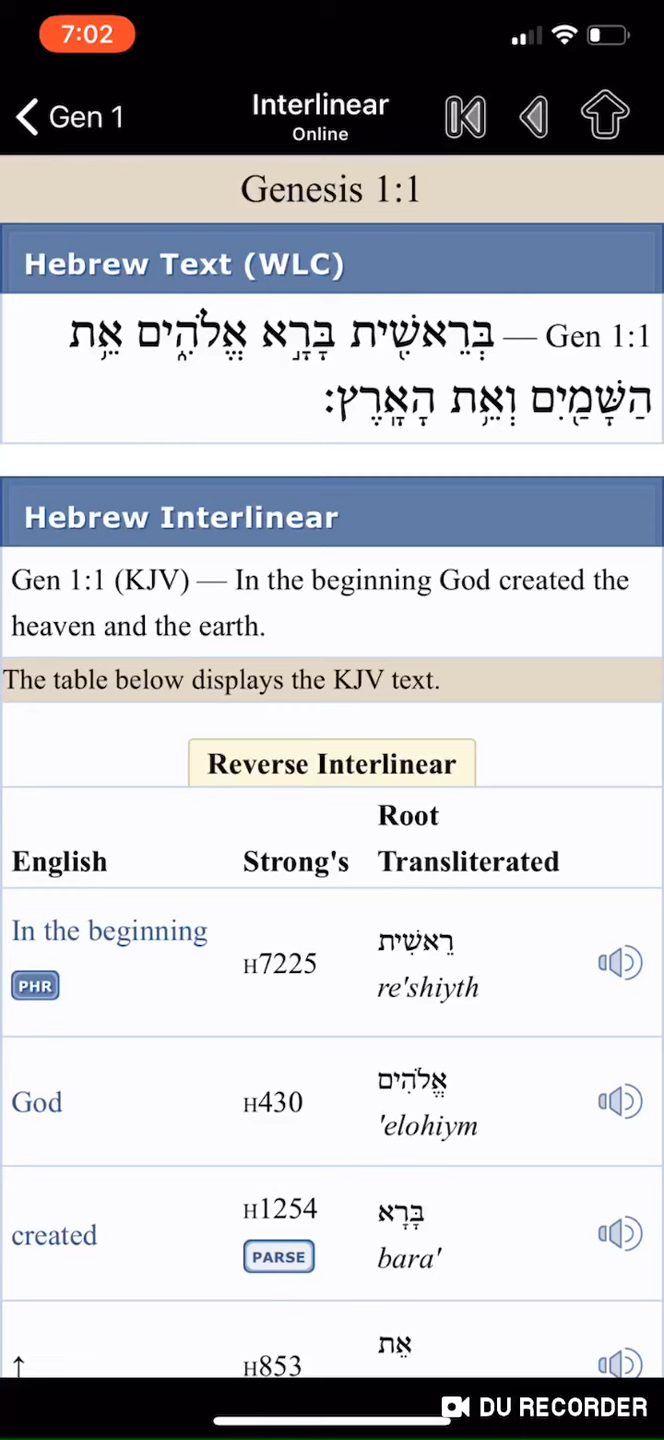 7:02
Gen 1
Interlinear
Online
Genesis 1:1
Hebrew Text (WLC)
Gen 1:1 — בְּרֵאשִׁ֖ית בָּרָ֣א אֱלֹהִ֑ים אֵ֥ת
הַשָּׁמַ֖יִם וְאֵ֥ת הָאָֽרֶץ׃
Hebrew Interlinear
Gen 1:1 (KJV) — In the beginning God created the
heaven and the earth.
The table below displays the KJV text.
Reverse Interlinear
English Strong's Root Transliterated
In the beginning
PHR
H7225
רֵאשִׁית
re'shiyth
God
H430
אֱלֹהִים
'elohiym
created
H1254
PARSE
בָּרָא
bara'
↑
H853
אֵת
DU RECORDER